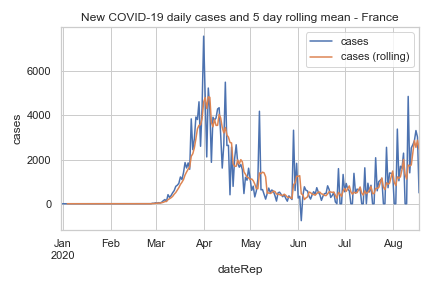 New COVID-19 daily cases and 5 day rolling mean - France
cases
cases (rolling)
6000
4000
2000
0
cases
Jan
2020
Feb
Mar
Apr
May
Jun
Jul
Aug
dateRep